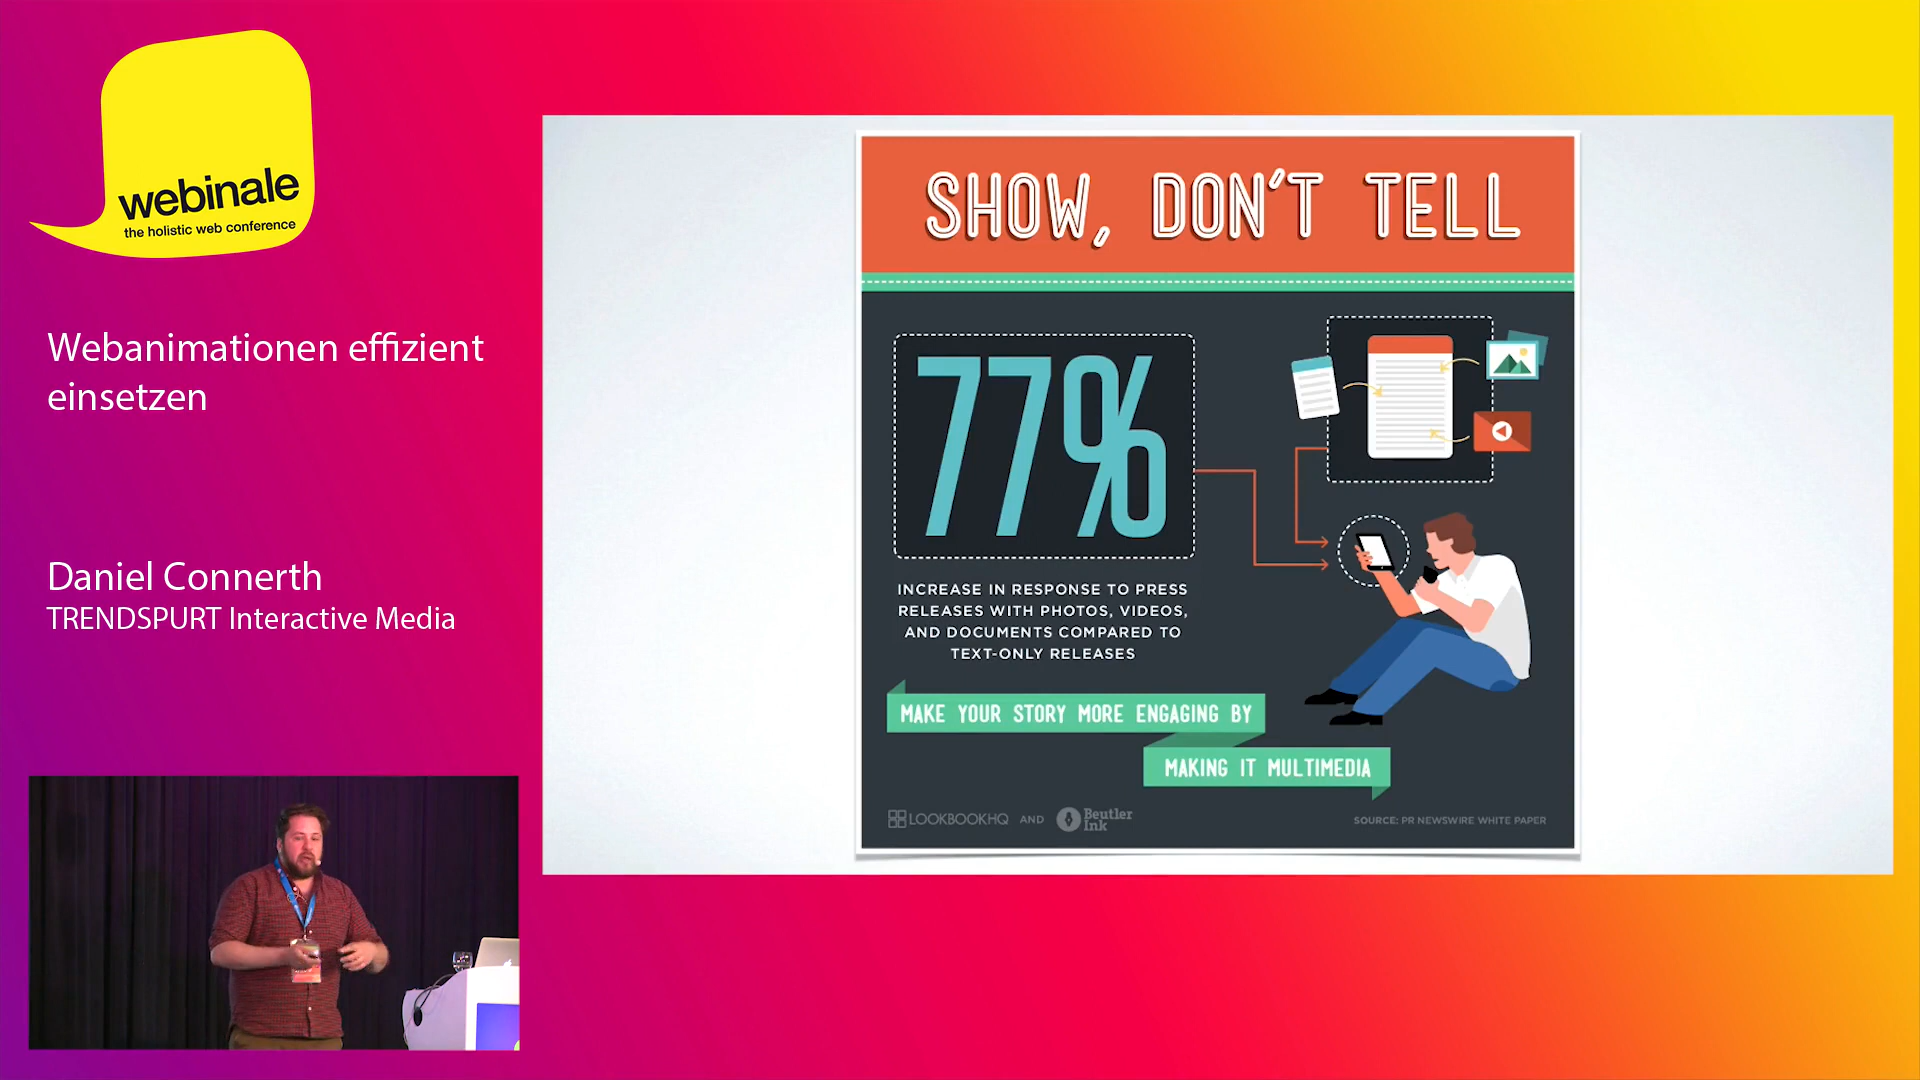 webinale
the holistic web conference
Webanimationen effizient
einsetzen
Daniel Connerth
TRENDSPURT Interactive Media
SHOW, DON'T TELL
77%
INCREASE IN RESPONSE TO PRESS
RELEASES WITH PHOTOS, VIDEOS,
AND DOCUMENTS COMPARED TO
TEXT-ONLY RELEASES
MAKE YOUR STORY MORE ENGAGING BY
MAKING IT MULTIMEDIA
LOOKBOOKHQ AND Beutler
Ink
SOURCE: PR NEWSWIRE WHITE PAPER